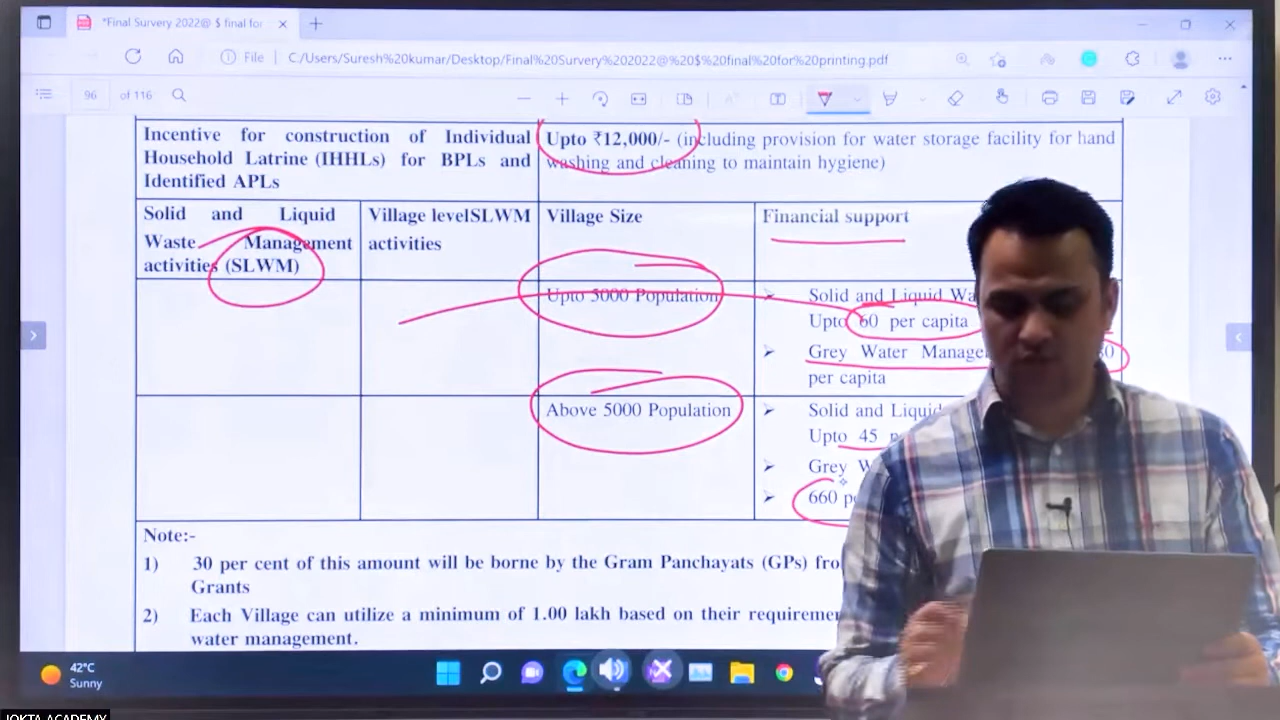 *Final Survery 2022@ $ final for
File
C:/Users/Suresh%20kumar/Desktop/Final%20Survery%202022@%20$%20final%20for%20printing.pdf
96 of 116
Incentive for construction of Individual
Household Latrine (IHHLs) for BPLs and
Identified APLs
Upto ₹12,000/- (including provision for water storage facility for hand
washing and cleaning to maintain hygiene)
Solid and Liquid
Waste Management
activities (SLWM)
Village levelSLWM
activities
Village Size
Financial support
Upto 5000 Population
Solid and Liquid Wa
Upto 60 per capita
Grey Water Manage
per capita
Above 5000 Population
Solid and Liquid
Upto 45
Grey W
660 pe
Note:-
1) 30 per cent of this amount will be borne by the Gram Panchayats (GPs) fro
Grants
2) Each Village can utilize a minimum of 1.00 lakh based on their requireme
water management.
42°C
Sunny
JOKTA ACADEMY